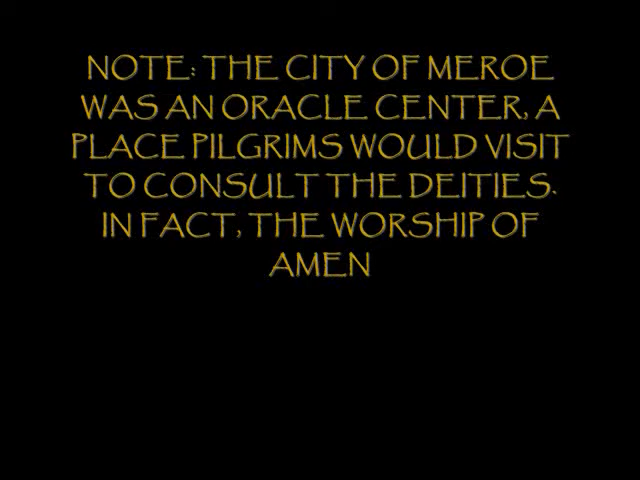 NOTE: THE CITY OF MEROE
WAS AN ORACLE CENTER, A
PLACE PILGRIMS WOULD VISIT
TO CONSULT THE DEITIES.
IN FACT, THE WORSHIP OF
AMEN